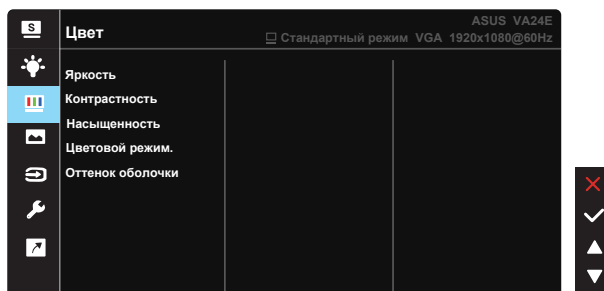 S
Цвет
ASUS VA24E
Стандартный режим VGA 1920x1080@60Hz
Яркость
Контрастность
Насыщенность
Цветовой режим.
Оттенок оболочки